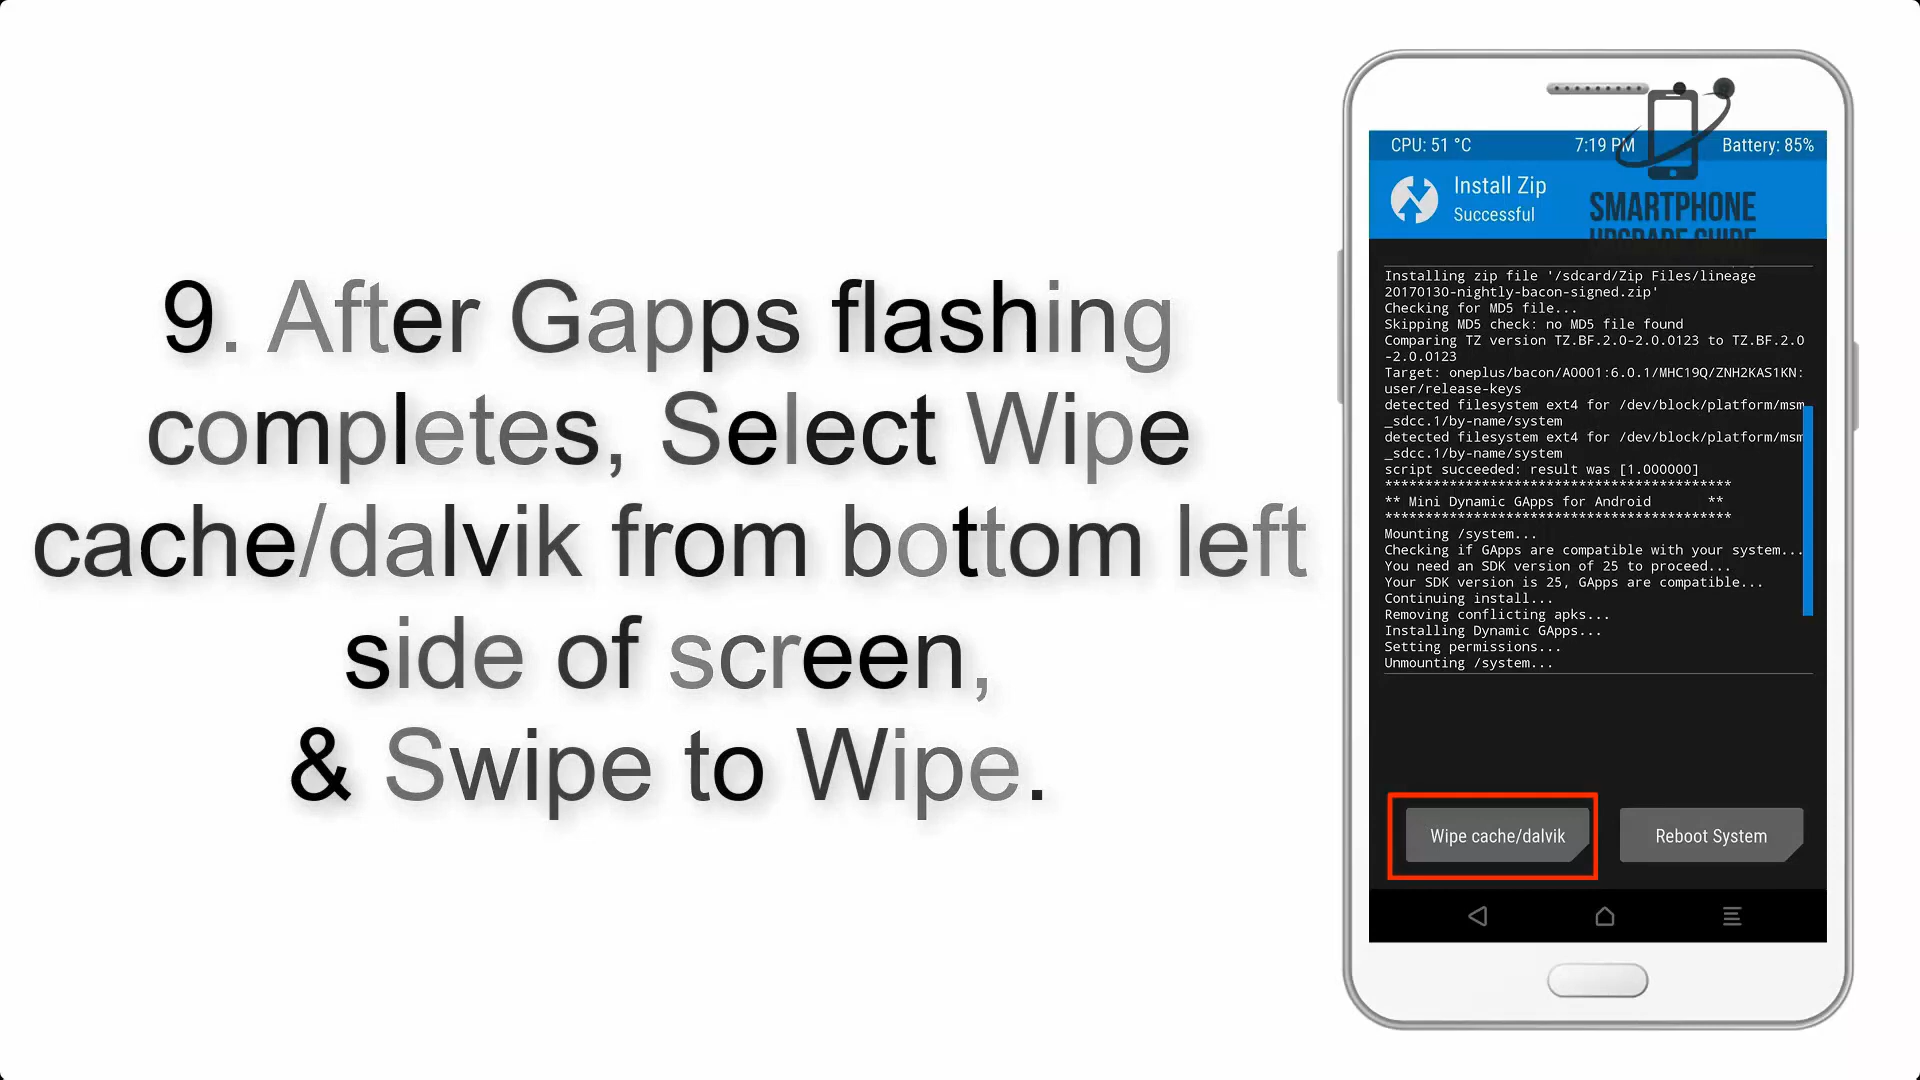 9. After Gapps flashing
completes, Select Wipe
cache/dalvik from bottom left
side of screen,
& Swipe to Wipe.
CPU: 51 °C 7:19 PM Battery: 85%
Install Zip
Successful
SMARTPHONE
UPGRADE GUIDE
Installing zip file '/sdcard/Zip Files/lineage
20170130-nightly-bacon-signed.zip'
Checking for MD5 file...
Skipping MD5 check: no MD5 file found
Comparing TZ version TZ.BF.2.0-2.0.0123 to TZ.BF.2.0
-2.0.0123
Target: oneplus/bacon/A0001:6.0.1/MHC19Q/ZNH2KAS1KN:
user/release-keys
detected filesystem ext4 for /dev/block/platform/msm
_sdcc.1/by-name/system
detected filesystem ext4 for /dev/block/platform/msm
_sdcc.1/by-name/system
script succeeded: result was [1.000000]
*******************************************
** Mini Dynamic GApps for Android **
*******************************************
Mounting /system...
Checking if GApps are compatible with your system...
You need an SDK version of 25 to proceed...
Your SDK version is 25, GApps are compatible...
Continuing install...
Removing conflicting apks...
Installing Dynamic GApps...
Setting permissions...
Unmounting /system...
Wipe cache/dalvik Reboot System